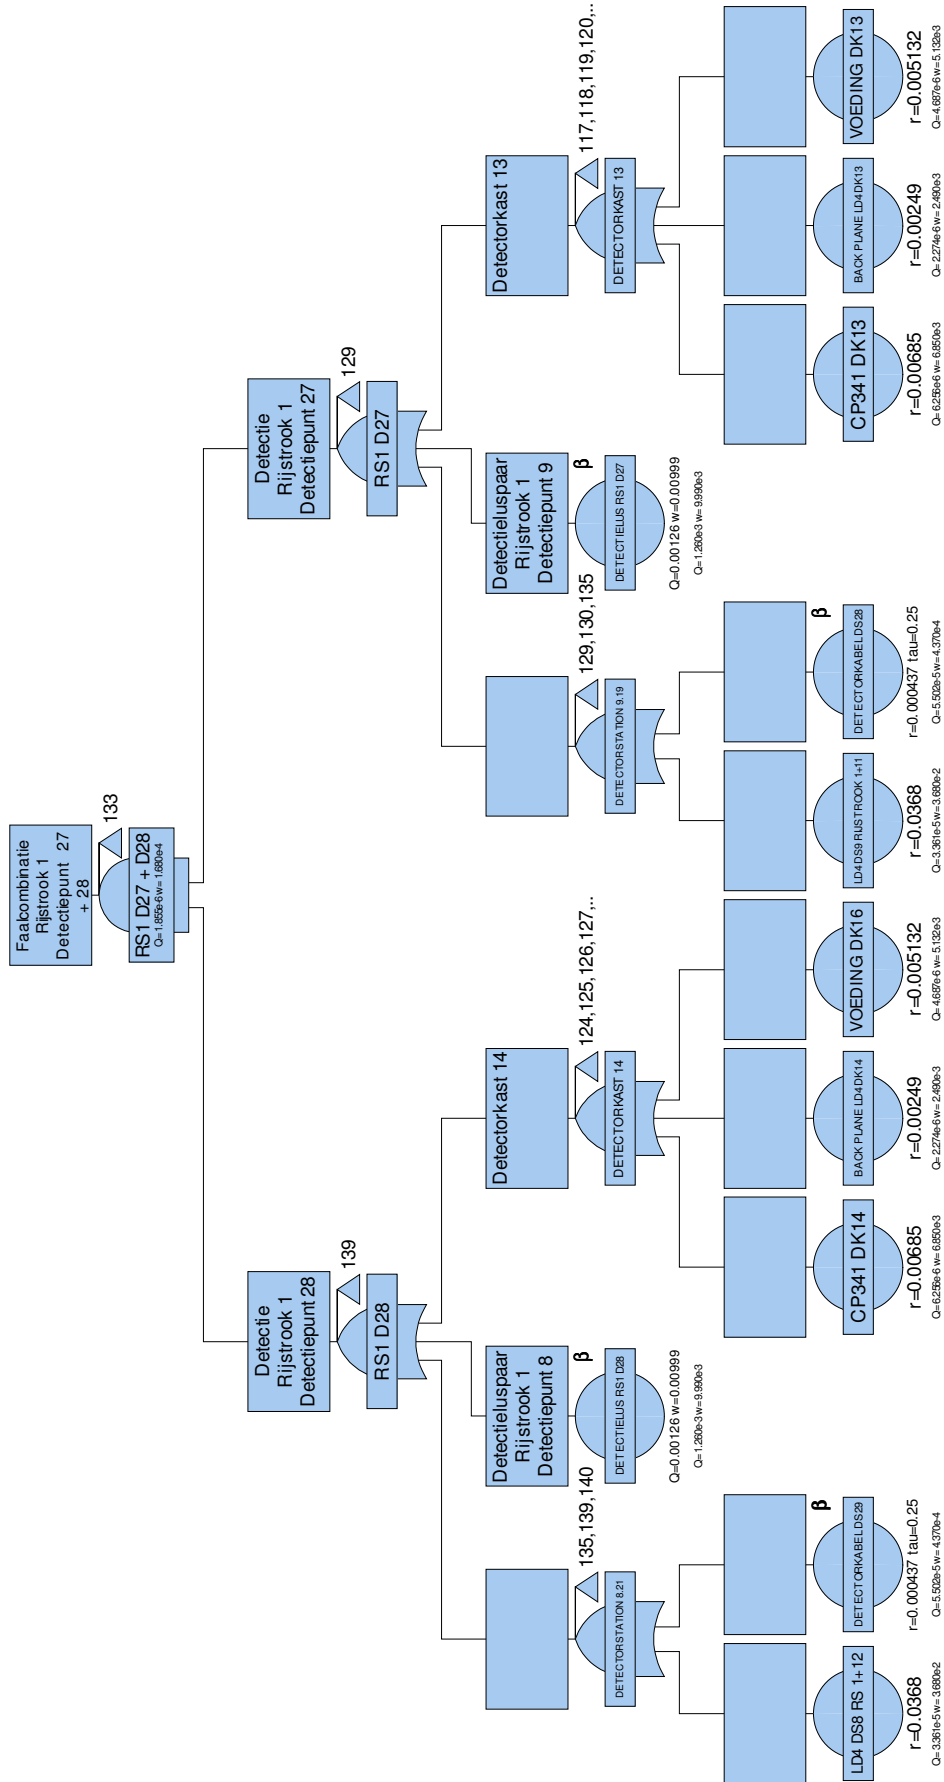 Faalcombinatie
Rijstrook 1
Detectiepunt 27
+ 28
133
RS1 D27 + D28
Q=1.855e-6 w= 1.680e-4
Detectie
Rijstrook 1
Detectiepunt 28
139
RS1 D28
Detectie
Rijstrook 1
Detectiepunt 27
129
RS1 D27
135,139,140
DETECTORSTATION 8.21
Detectieluspaar
Rijstrook 1
Detectiepunt 8
β
DETECTIELUS RS1 D28
Q=0.00126 w=0.00999
Q=1.260e-3 w= 9.990e-3
Detectorkast 14
124,125,126,127,..
DETECTORKAST 14
129,130,135
DETECTORSTATION 9.19
Detectieluspaar
Rijstrook 1
Detectiepunt 9
β
DETECTIELUS RS1 D27
Q=0.00126 w=0.00999
Q=1.260e-3 w= 9.990e-3
Detectorkast 13
117,118,119,120,..
DETECTORKAST 13
LD4 DS8 RS 1+12
r=0.0368
Q=3.361e-5 w= 3.680e-2
β
DETECTORKABEL DS29
r=0.000437 tau=0.25
Q=5.502e-5 w= 4.370e-4
CP341 DK14
r=0.00685
Q=6.256e-6 w= 6.850e-3
BACK PLANE LD4 DK14
r=0.00249
Q=2.274e-6 w= 2.490e-3
VOEDING DK16
r=0.005132
Q=4.687e-6 w= 5.132e-3
LD4 DS9 RIJSTROOK 1+11
r=0.0368
Q=3.361e-5 w= 3.680e-2
β
DETECTORKABEL DS28
r=0.000437 tau=0.25
Q=5.502e-5 w= 4.370e-4
CP341 DK13
r=0.00685
Q=6.256e-6 w= 6.850e-3
BACK PLANE LD4 DK13
r=0.00249
Q=2.274e-6 w= 2.490e-3
VOEDING DK13
r=0.005132
Q=4.687e-6 w= 5.132e-3